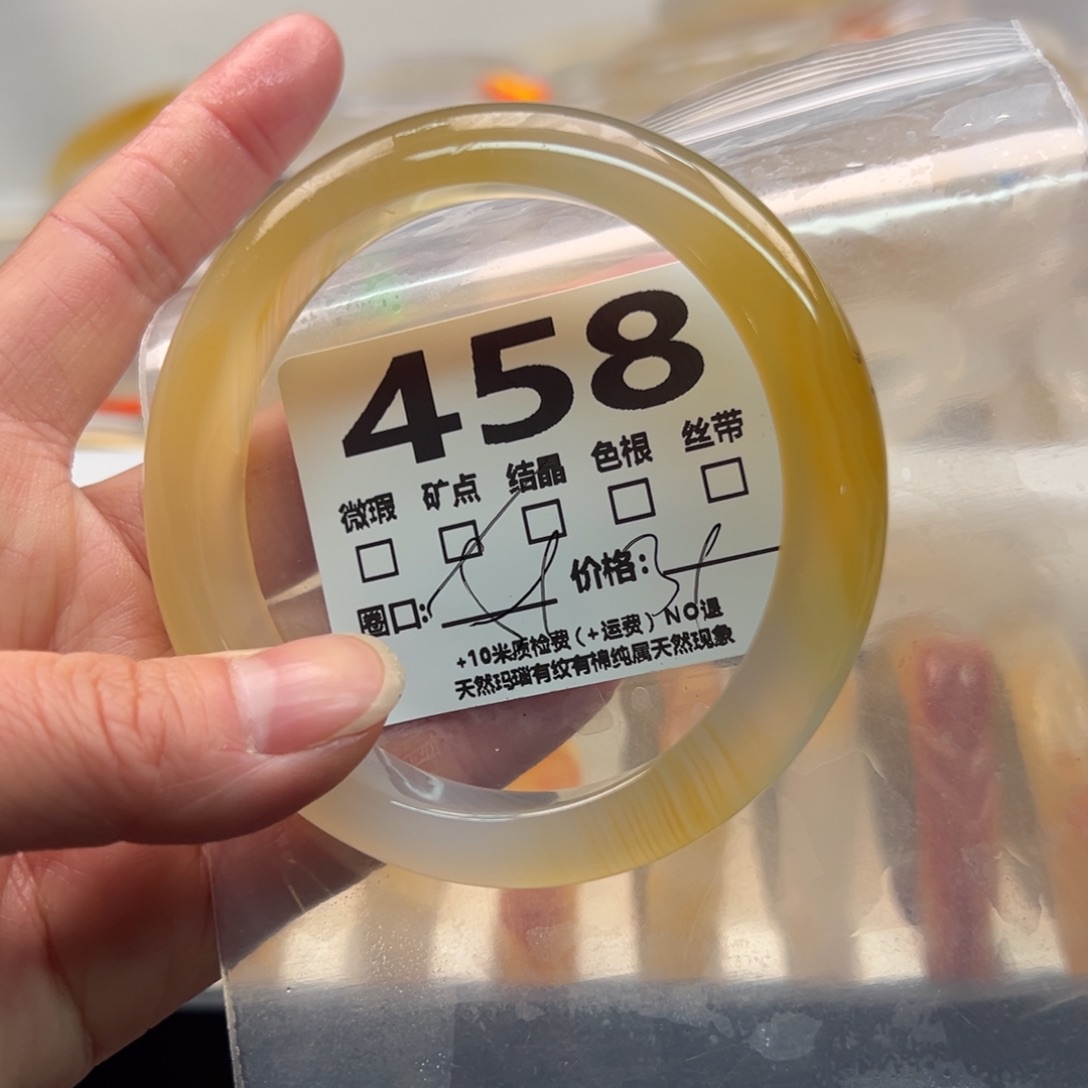 458
微瑕 矿点 结晶 色根 丝带
圈口:
价格:
+10米质检费(+运费)NO退
天然玛瑙有纹有棉纯属天然现象